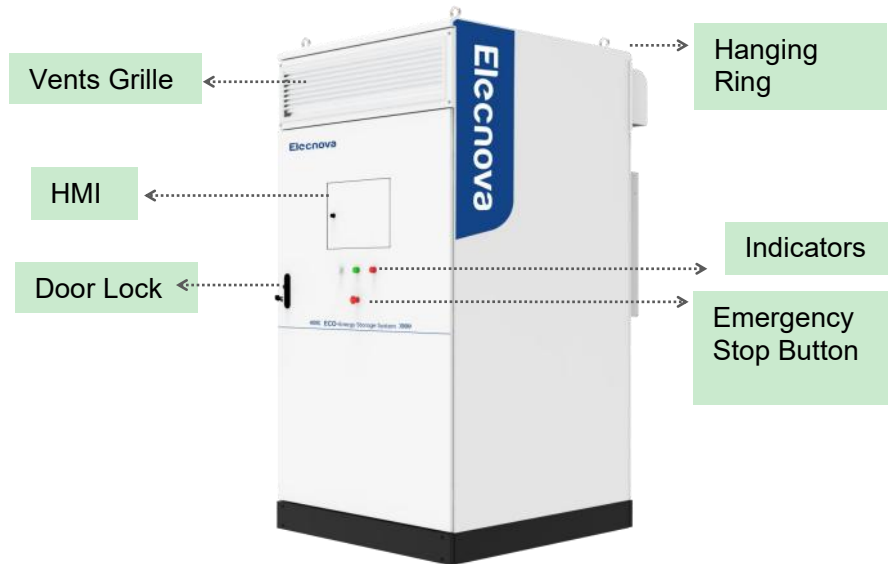 Vents Grille
Hanging
Ring
Elecnova
Elecnova
HMI
Indicators
Door Lock
Emergency
Stop Button
ECO-Energy Storage System